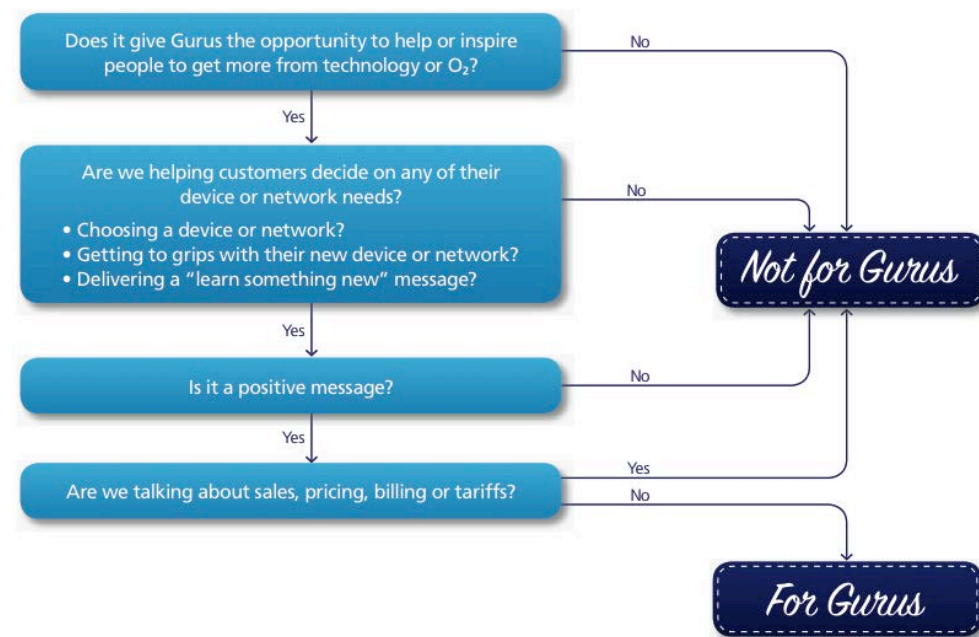 Does it give Gurus the opportunity to help or inspire
people to get more from technology or O₂?
No
Yes
Are we helping customers decide on any of their
device or network needs?
• Choosing a device or network?
• Getting to grips with their new device or network?
• Delivering a “learn something new” message?
No
Not for Gurus
Yes
Is it a positive message?
No
Yes
Are we talking about sales, pricing, billing or tariffs?
Yes
No
For Gurus